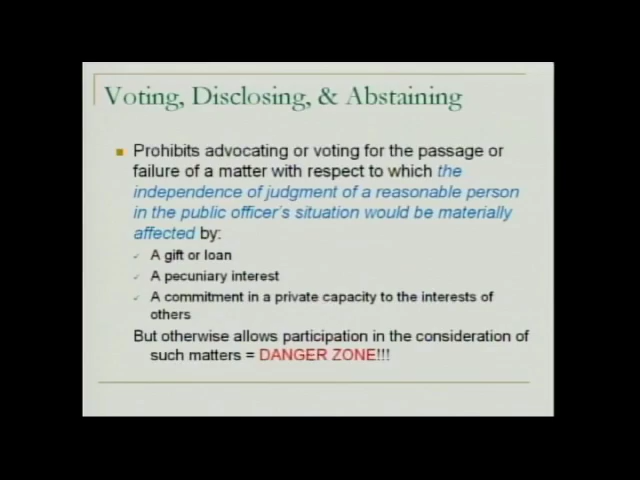 Voting, Disclosing, & Abstaining
Prohibits advocating or voting for the passage or
failure of a matter with respect to which the
independence of judgment of a reasonable person
in the public officer's situation would be materially
affected by:
✓ A gift or loan
✓ A pecuniary interest
✓ A commitment in a private capacity to the interests of
others
But otherwise allows participation in the consideration of
such matters = DANGER ZONE!!!